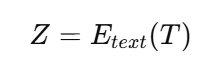 Z = E_{text}(T)